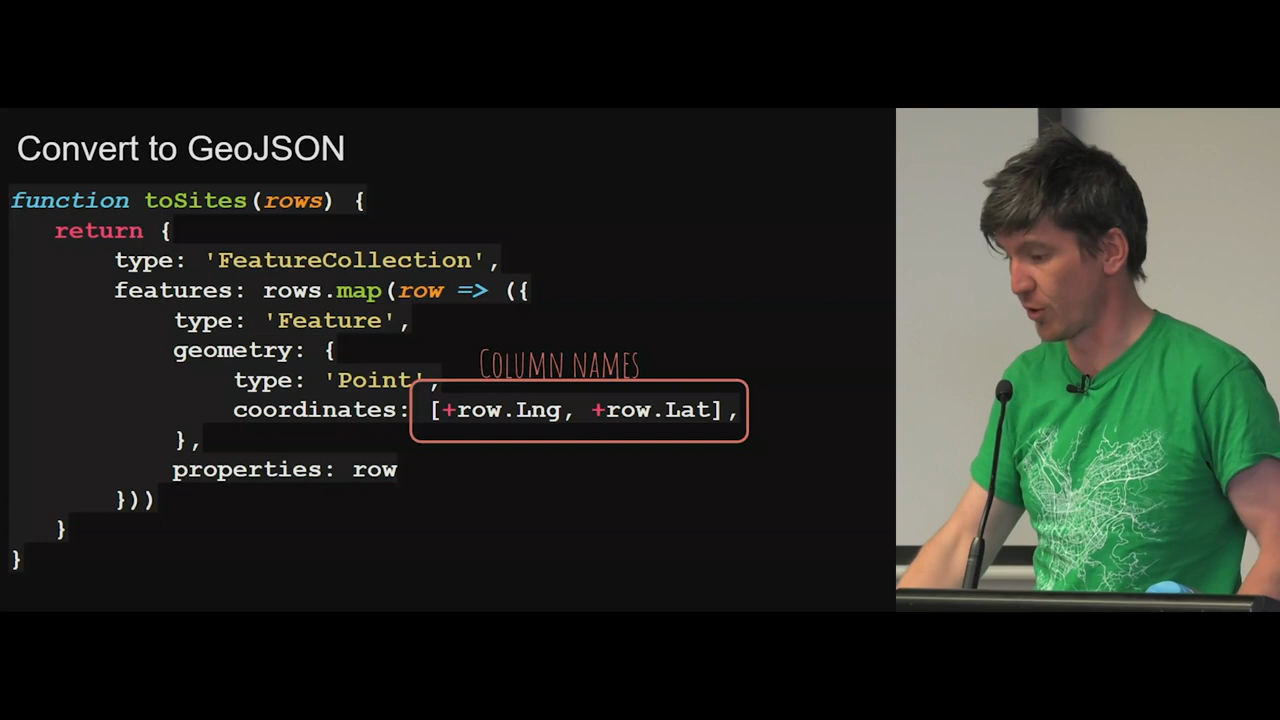 Convert to GeoJSON
function toSites(rows) {
return {
type: 'FeatureCollection',
features: rows.map(row => ({
type: 'Feature',
geometry: {
Column names
type: 'Point',
coordinates: [+row.Lng, +row.Lat],
},
properties: row
}))
}
}